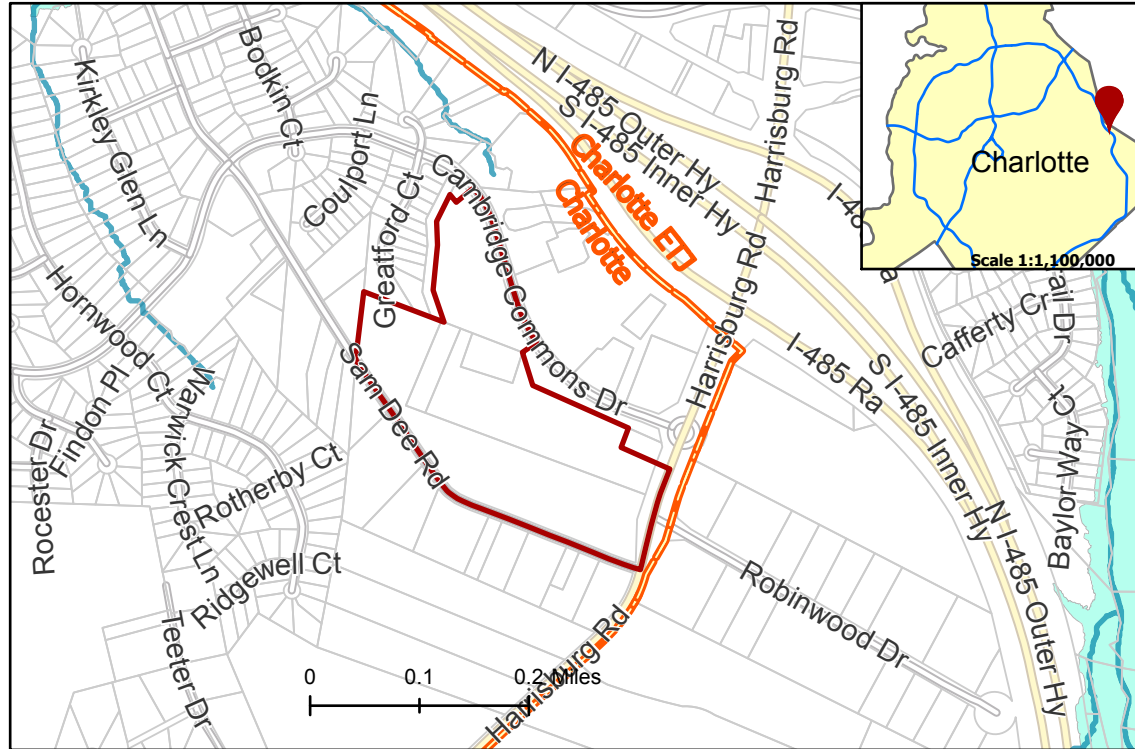 Kirkley Glen Ln
Bodkin Ct
Coulport Ln
Greatford Ct
Cambridge Commons Dr
N I-485 Outer Hy
S I-485 Inner Hy
Harrisburg Rd
Charlotte ETJ
Charlotte
Harrisburg Rd
Charlotte
Scale 1:1,100,000
Hornwood Ct
Findon Pl
Rocester Dr
Warwick Crest Ln
Rotherby Ct
Ridgewell Ct
Teeter Dr
Sam Dee Rd
I-485 Ra
S I-485 Inner Hy
N I-485 Outer Hy
Cafferty Cr
Baylor Way Ct
Robinwood Dr
Harrisburg Rd
0
0.1
0.2 Miles